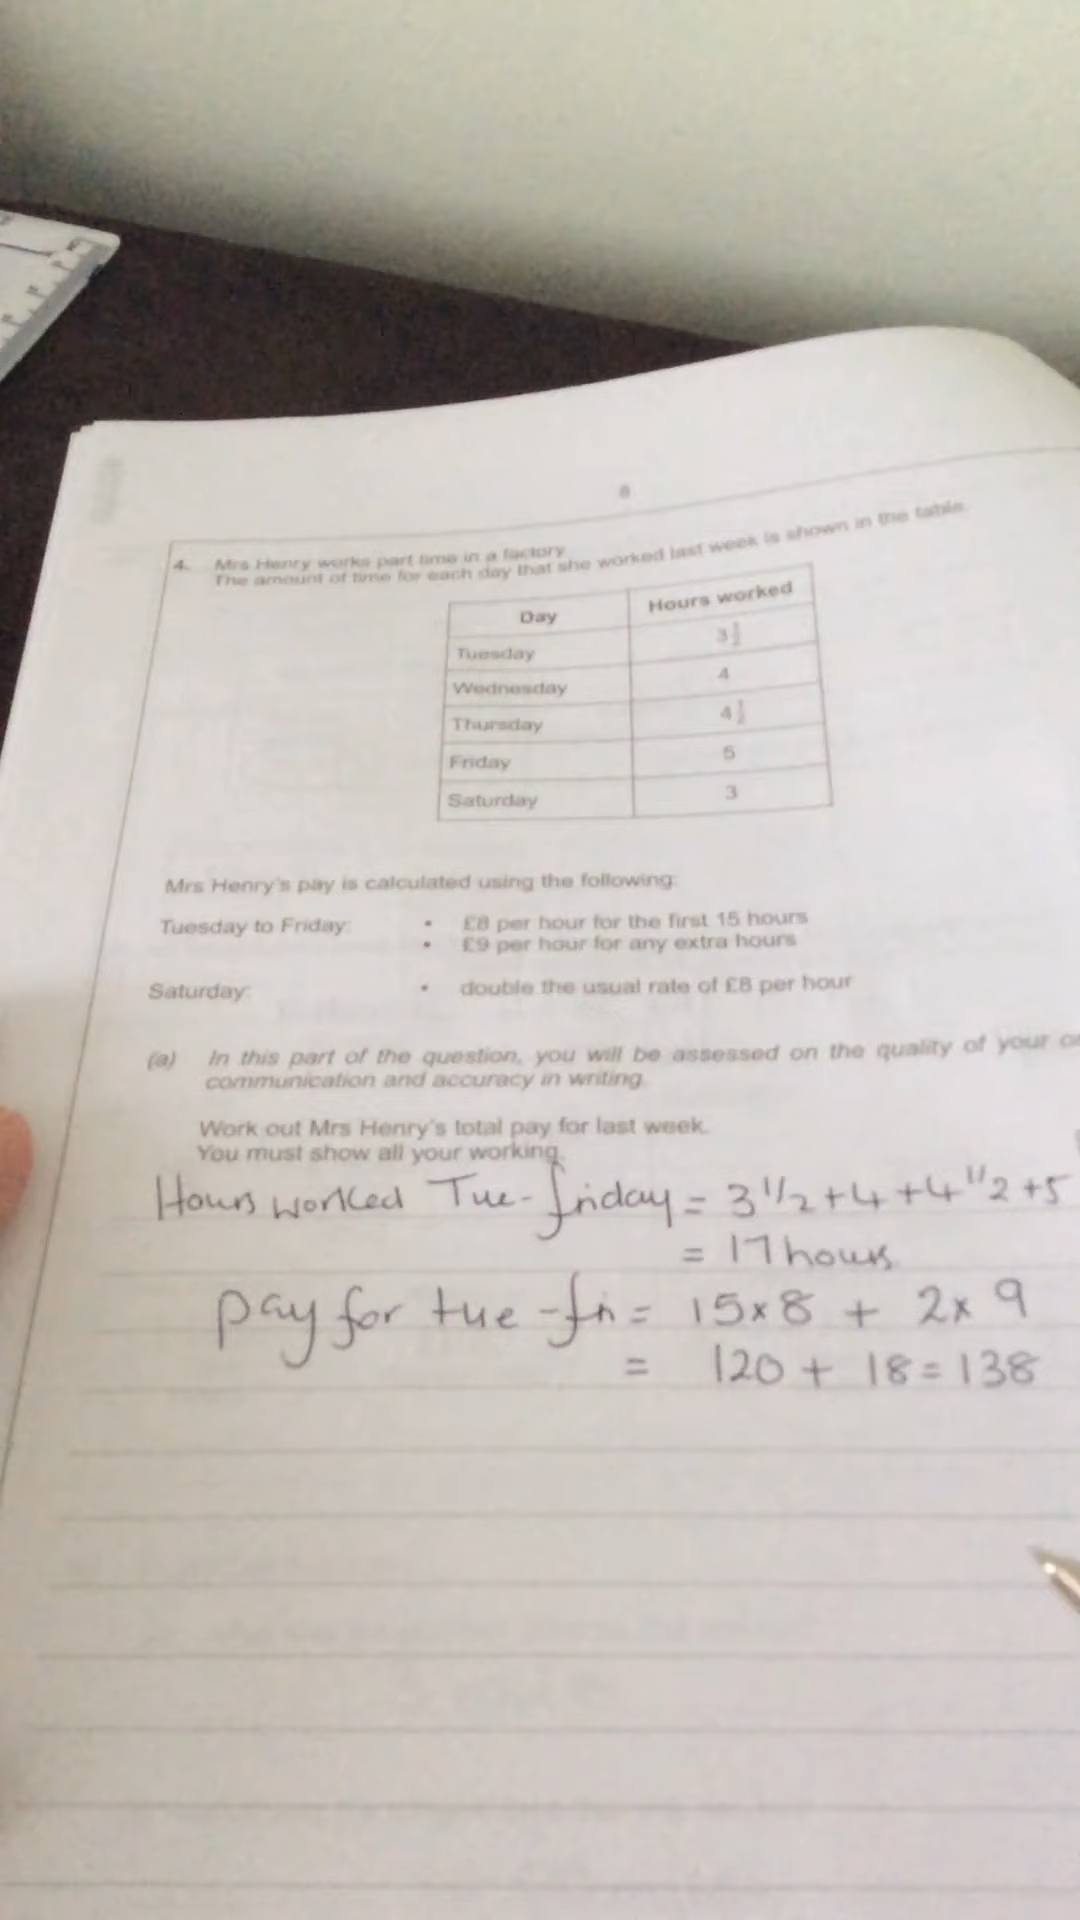 8
4. Mrs Henry works part time in a factory.
The amount of time for each day that she worked last week is shown in the table.
Day Hours worked
Tuesday 3½
Wednesday 4
Thursday 4½
Friday 5
Saturday 3
Mrs Henry's pay is calculated using the following:
Tuesday to Friday: • £8 per hour for the first 15 hours
• £9 per hour for any extra hours
Saturday: • double the usual rate of £8 per hour
(a) In this part of the question, you will be assessed on the quality of your
communication and accuracy in writing.
Work out Mrs Henry's total pay for last week.
You must show all your working.
Hours worked Tue-friday = 3 1/2 + 4 + 4 1/2 + 5
= 17 hours
pay for tue - fri = 15 x 8 + 2 x 9
= 120 + 18 = 138